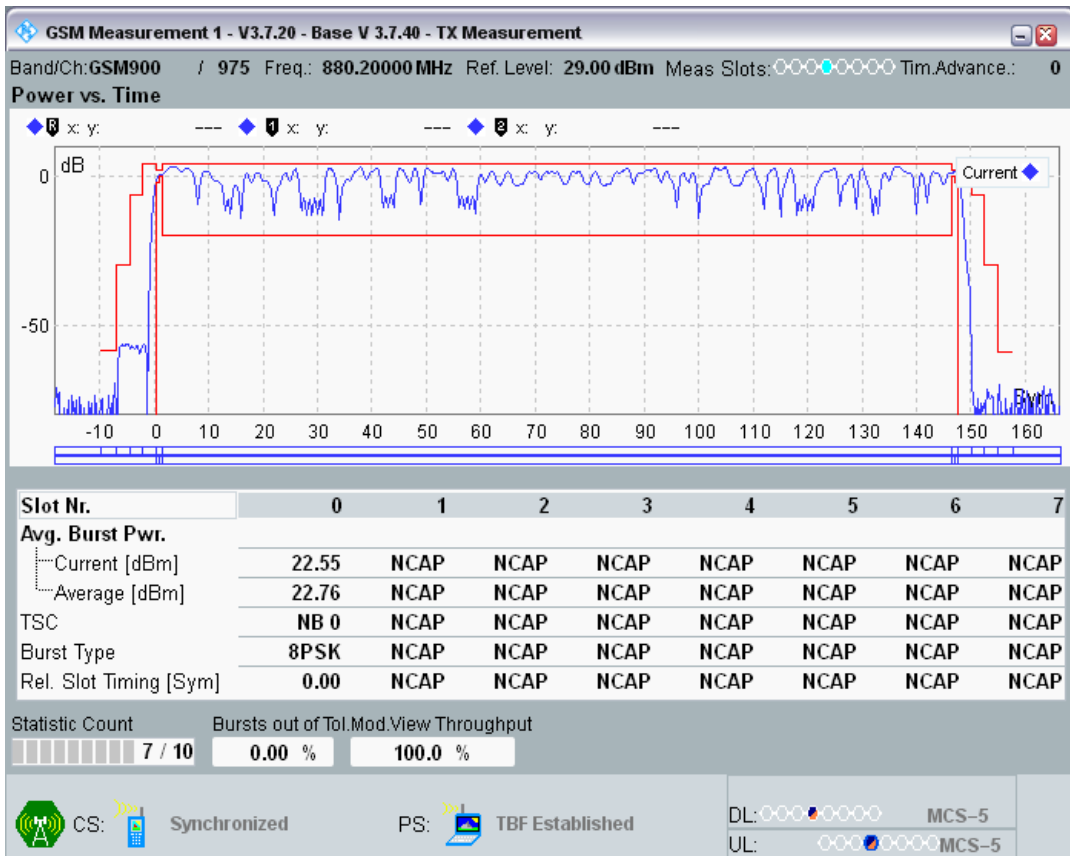 GSM Measurement 1 - V3.7.20 - Base V 3.7.40 - TX Measurement
Band/Ch:GSM900 / 975 Freq.: 880.20000 MHz Ref. Level: 29.00 dBm Meas Slots: Tim.Advance.: 0
Power vs. Time
R x: y: --- 1 x: y: --- 2 x: y: ---
dB
Current
0
-50
-10 0 10 20 30 40 50 60 70 80 90 100 110 120 130 140 150 160
Slot Nr. 0 1 2 3 4 5 6 7
Avg. Burst Pwr.
Current [dBm] 22.55 NCAP NCAP NCAP NCAP NCAP NCAP NCAP
Average [dBm] 22.76 NCAP NCAP NCAP NCAP NCAP NCAP NCAP
TSC NB 0 NCAP NCAP NCAP NCAP NCAP NCAP NCAP
Burst Type 8PSK NCAP NCAP NCAP NCAP NCAP NCAP NCAP
Rel. Slot Timing [Sym] 0.00 NCAP NCAP NCAP NCAP NCAP NCAP NCAP
Statistic Count Bursts out of Tol. Mod.View Throughput
7 / 10 0.00 % 100.0 %
CS: Synchronized PS: TBF Established DL: MCS-5
UL: MCS-5